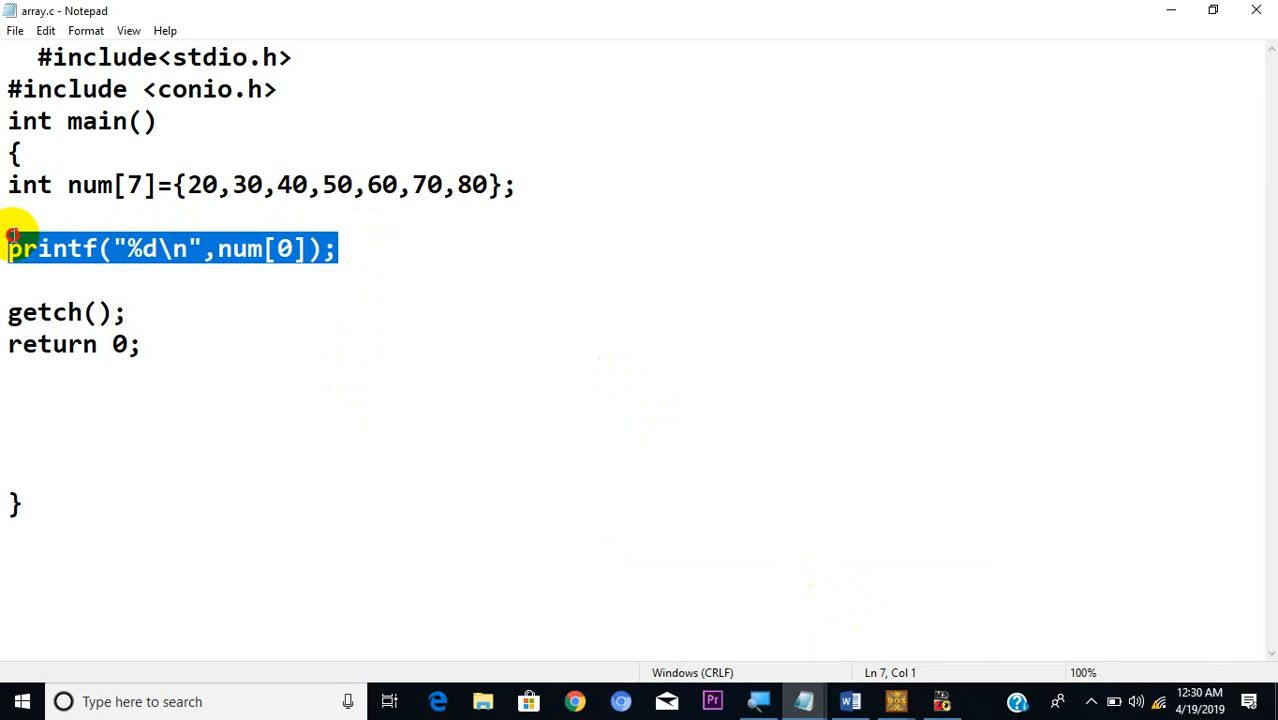 array.c - Notepad
File Edit Format View Help
#include<stdio.h>
#include <conio.h>
int main()
{
int num[7]={20,30,40,50,60,70,80};
printf("%d\n",num[0]);
getch();
return 0;
}
Windows (CRLF) Ln 7, Col 1 100%
Type here to search
Pr
12:30 AM
4/19/2019